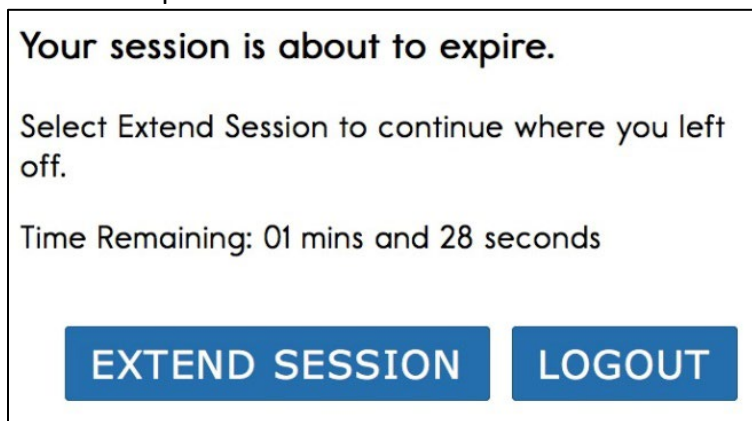 Your session is about to expire.
Select Extend Session to continue where you left
off.
Time Remaining: 01 mins and 28 seconds
EXTEND SESSION LOGOUT